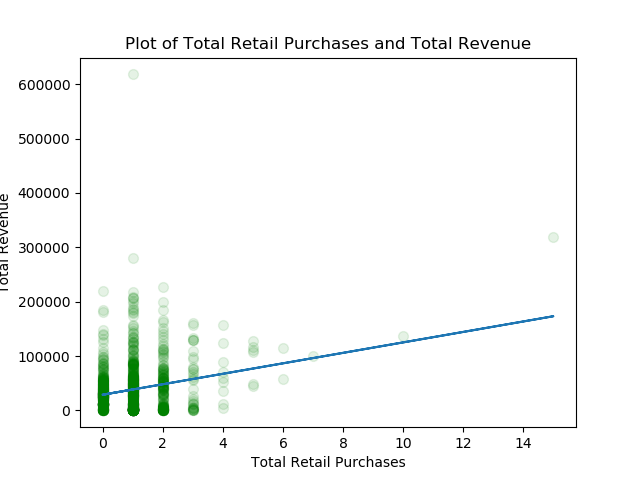 Plot of Total Retail Purchases and Total Revenue
600000
500000
400000
300000
200000
100000
0
Total Revenue
0 2 4 6 8 10 12 14
Total Retail Purchases